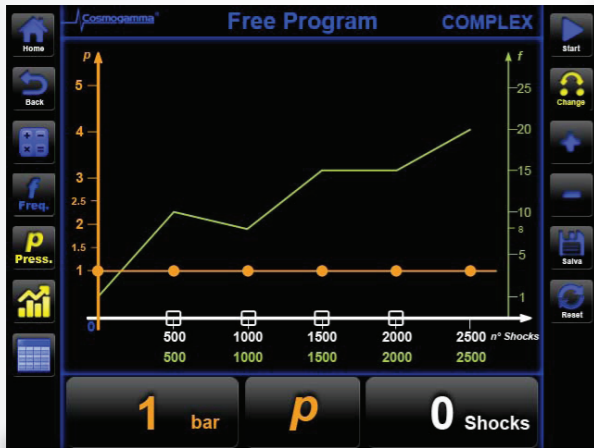 Cosmogamma®
Free Program
COMPLEX
Home
Back
f
Freq.
p
Press.
Start
Change
Salva
Reset
p
5
4
3
2.5
2
1.5
1
0
f
25
20
15
10
8
5
1
500 1000 1500 2000 2500 n° Shocks
500 1000 1500 2000 2500
1 bar
p
0 Shocks